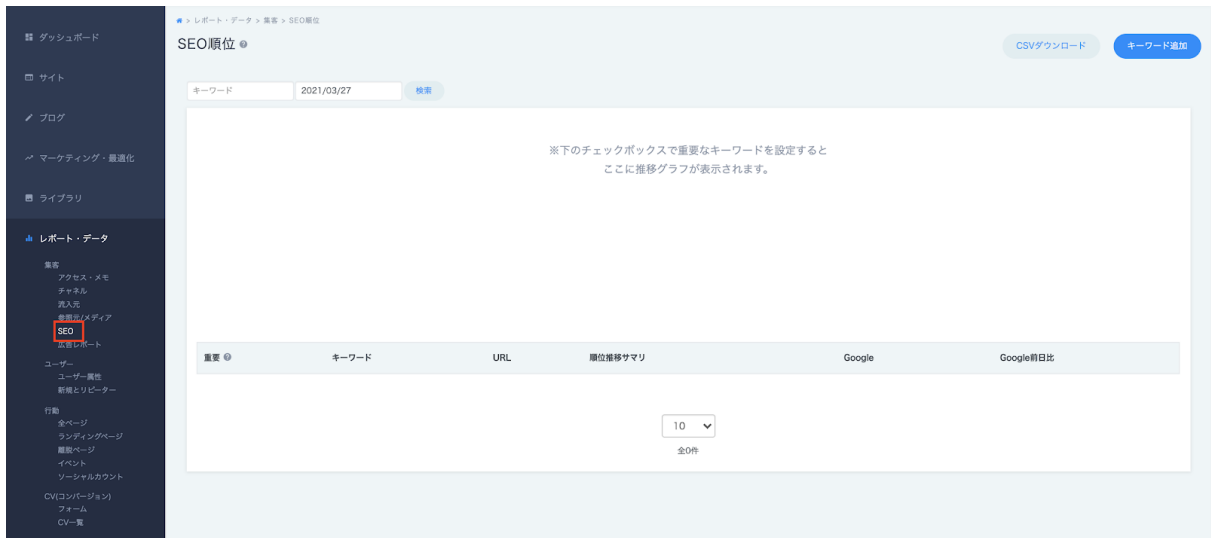 ダッシュボード
サイト
ブログ
マーケティング・最適化
ライブラリ
レポート・データ
集客
アクセス・メモ
チャネル
流入元
参照元/メディア
SEO
広告レポート
ユーザー
ユーザー属性
新規とリピーター
行動
全ページ
ランディングページ
離脱ページ
イベント
ソーシャルカウント
CV(コンバージョン)
フォーム
CV一覧
> レポート・データ > 集客 > SEO順位
SEO順位
CSVダウンロード
キーワード追加
キーワード 2021/03/27 検索
※下のチェックボックスで重要なキーワードを設定すると
ここに推移グラフが表示されます。
重要 キーワード URL 順位推移サマリ Google Google前日比
10
全0件